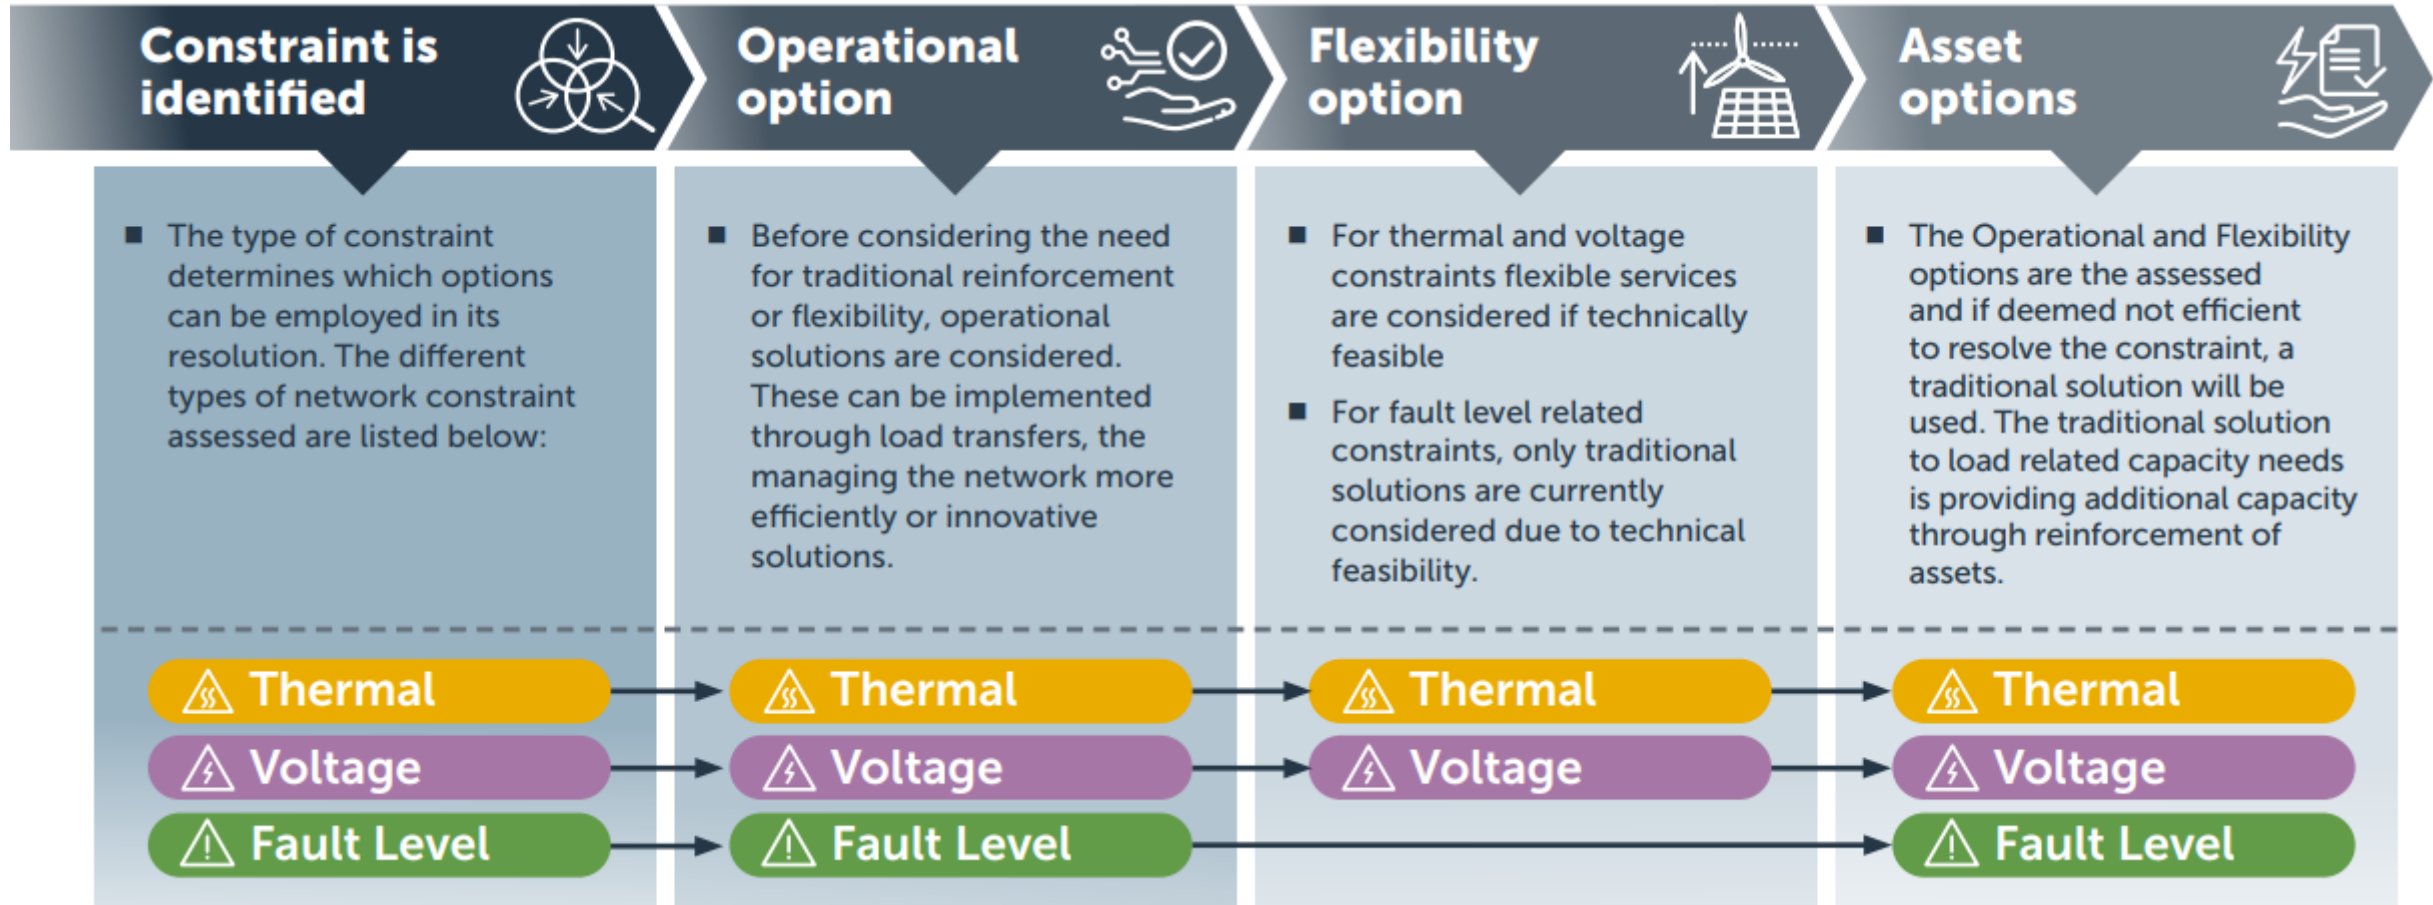 Constraint is
identified
Operational
option
Flexibility
option
Asset
options
■ The type of constraint
determines which options
can be employed in its
resolution. The different
types of network constraint
assessed are listed below:
■ Before considering the need
for traditional reinforcement
or flexibility, operational
solutions are considered.
These can be implemented
through load transfers, the
managing the network more
efficiently or innovative
solutions.
■ For thermal and voltage
constraints flexible services
are considered if technically
feasible
■ For fault level related
constraints, only traditional
solutions are currently
considered due to technical
feasibility.
■ The Operational and Flexibility
options are the assessed
and if deemed not efficient
to resolve the constraint, a
traditional solution will be
used. The traditional solution
to load related capacity needs
is providing additional capacity
through reinforcement of
assets.
Thermal
Thermal
Thermal
Thermal
Voltage
Voltage
Voltage
Voltage
Fault Level
Fault Level
Fault Level